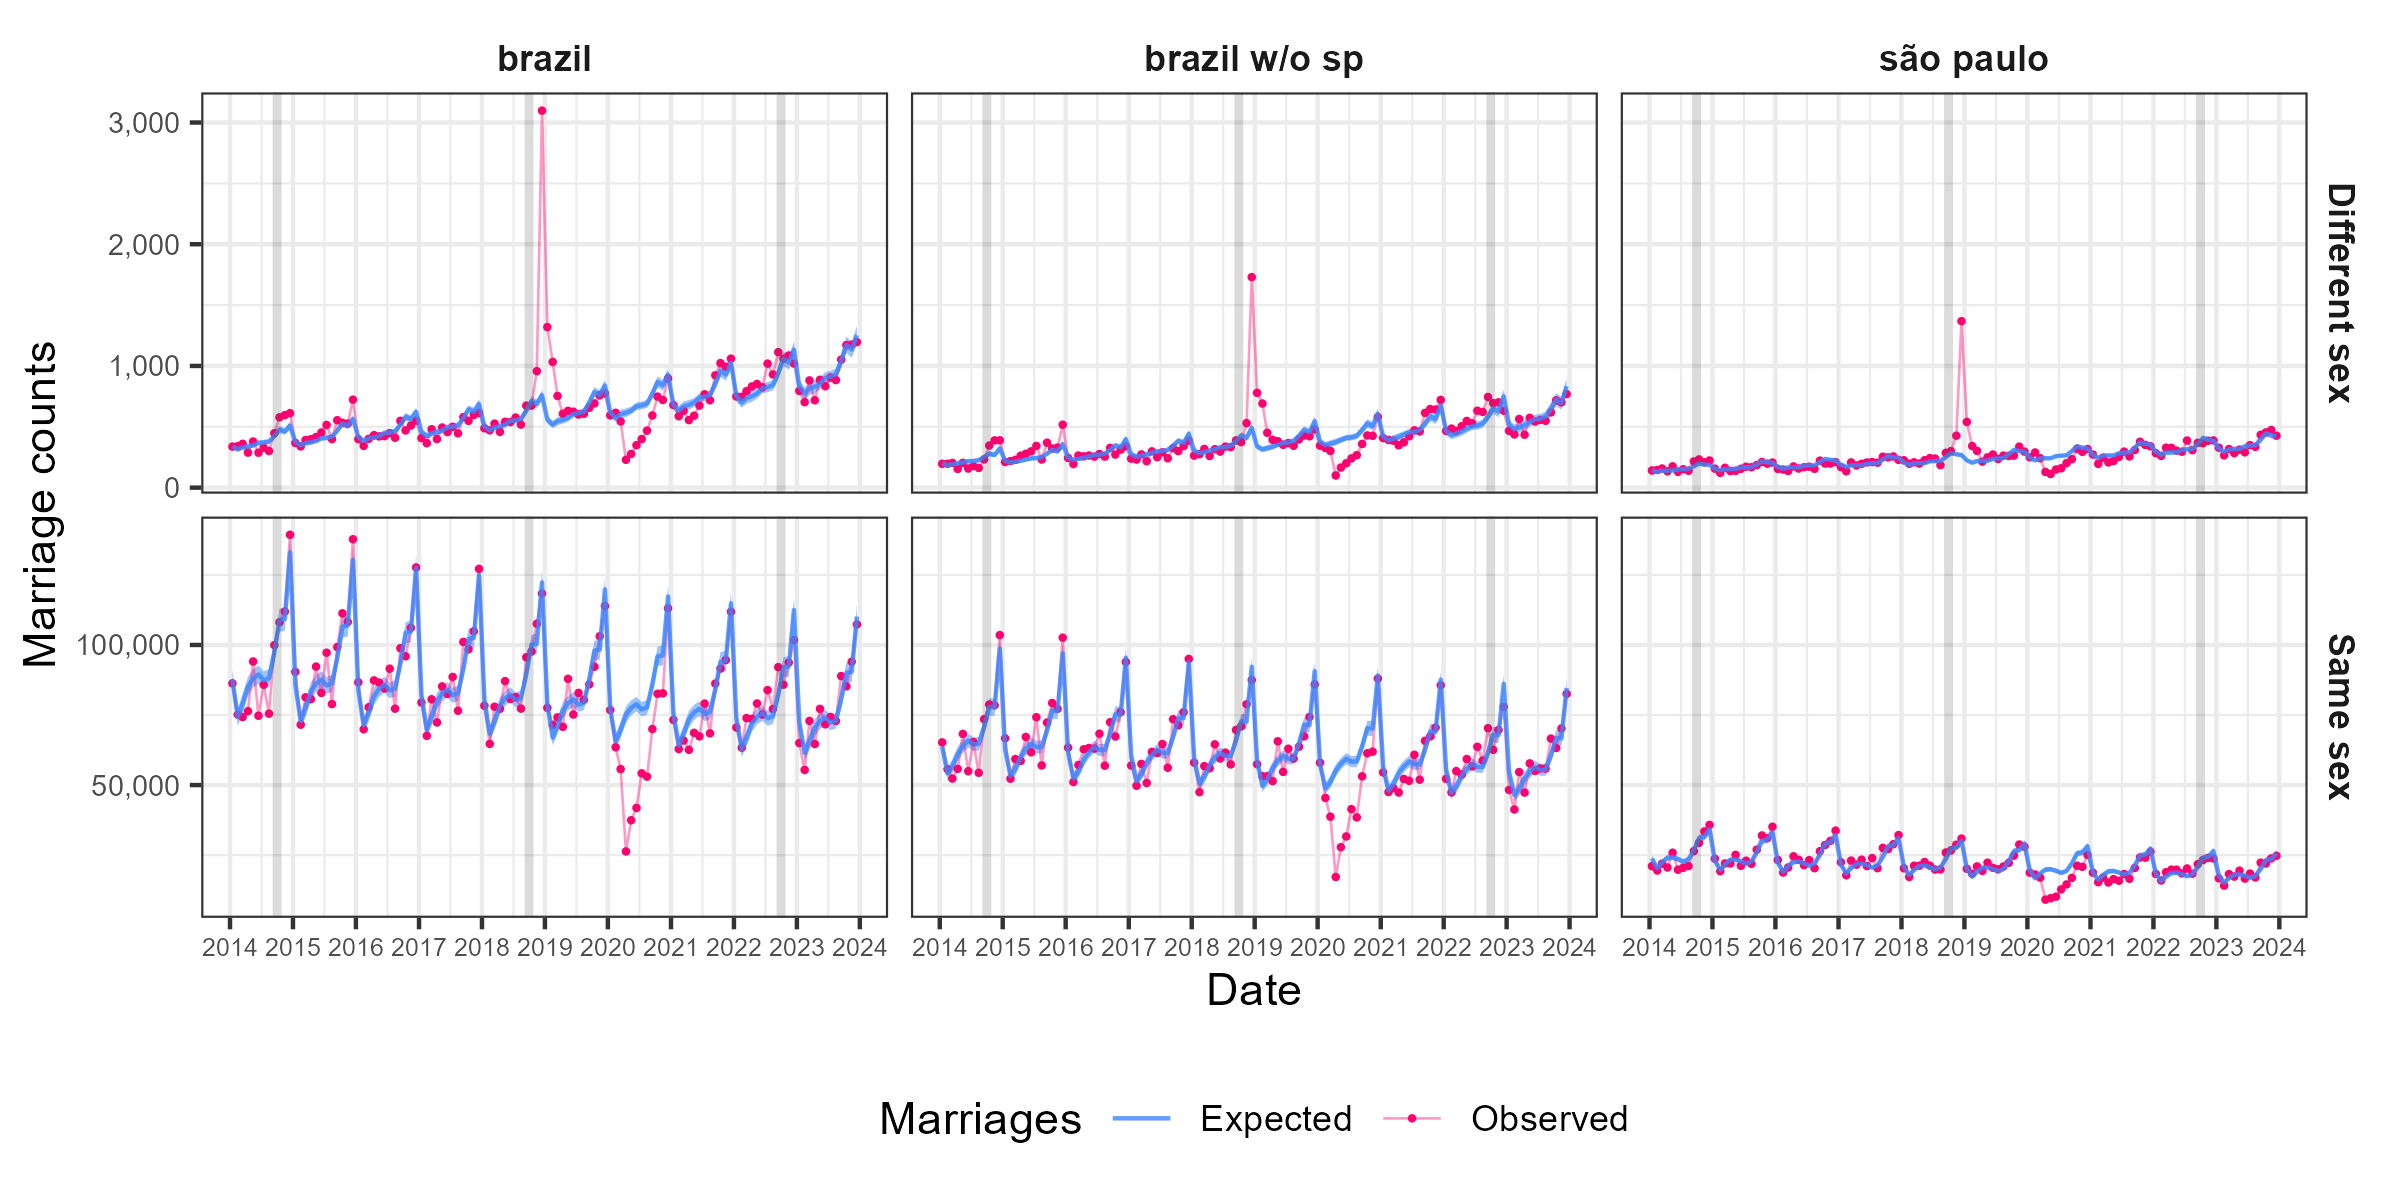 brazil
brazil w/o sp
são paulo
Marriage counts
3,000
2,000
1,000
0
Different sex
100,000
50,000
Same sex
2014 2015 2016 2017 2018 2019 2020 2021 2022 2023 2024
2014 2015 2016 2017 2018 2019 2020 2021 2022 2023 2024
2014 2015 2016 2017 2018 2019 2020 2021 2022 2023 2024
Date
Marriages Expected Observed